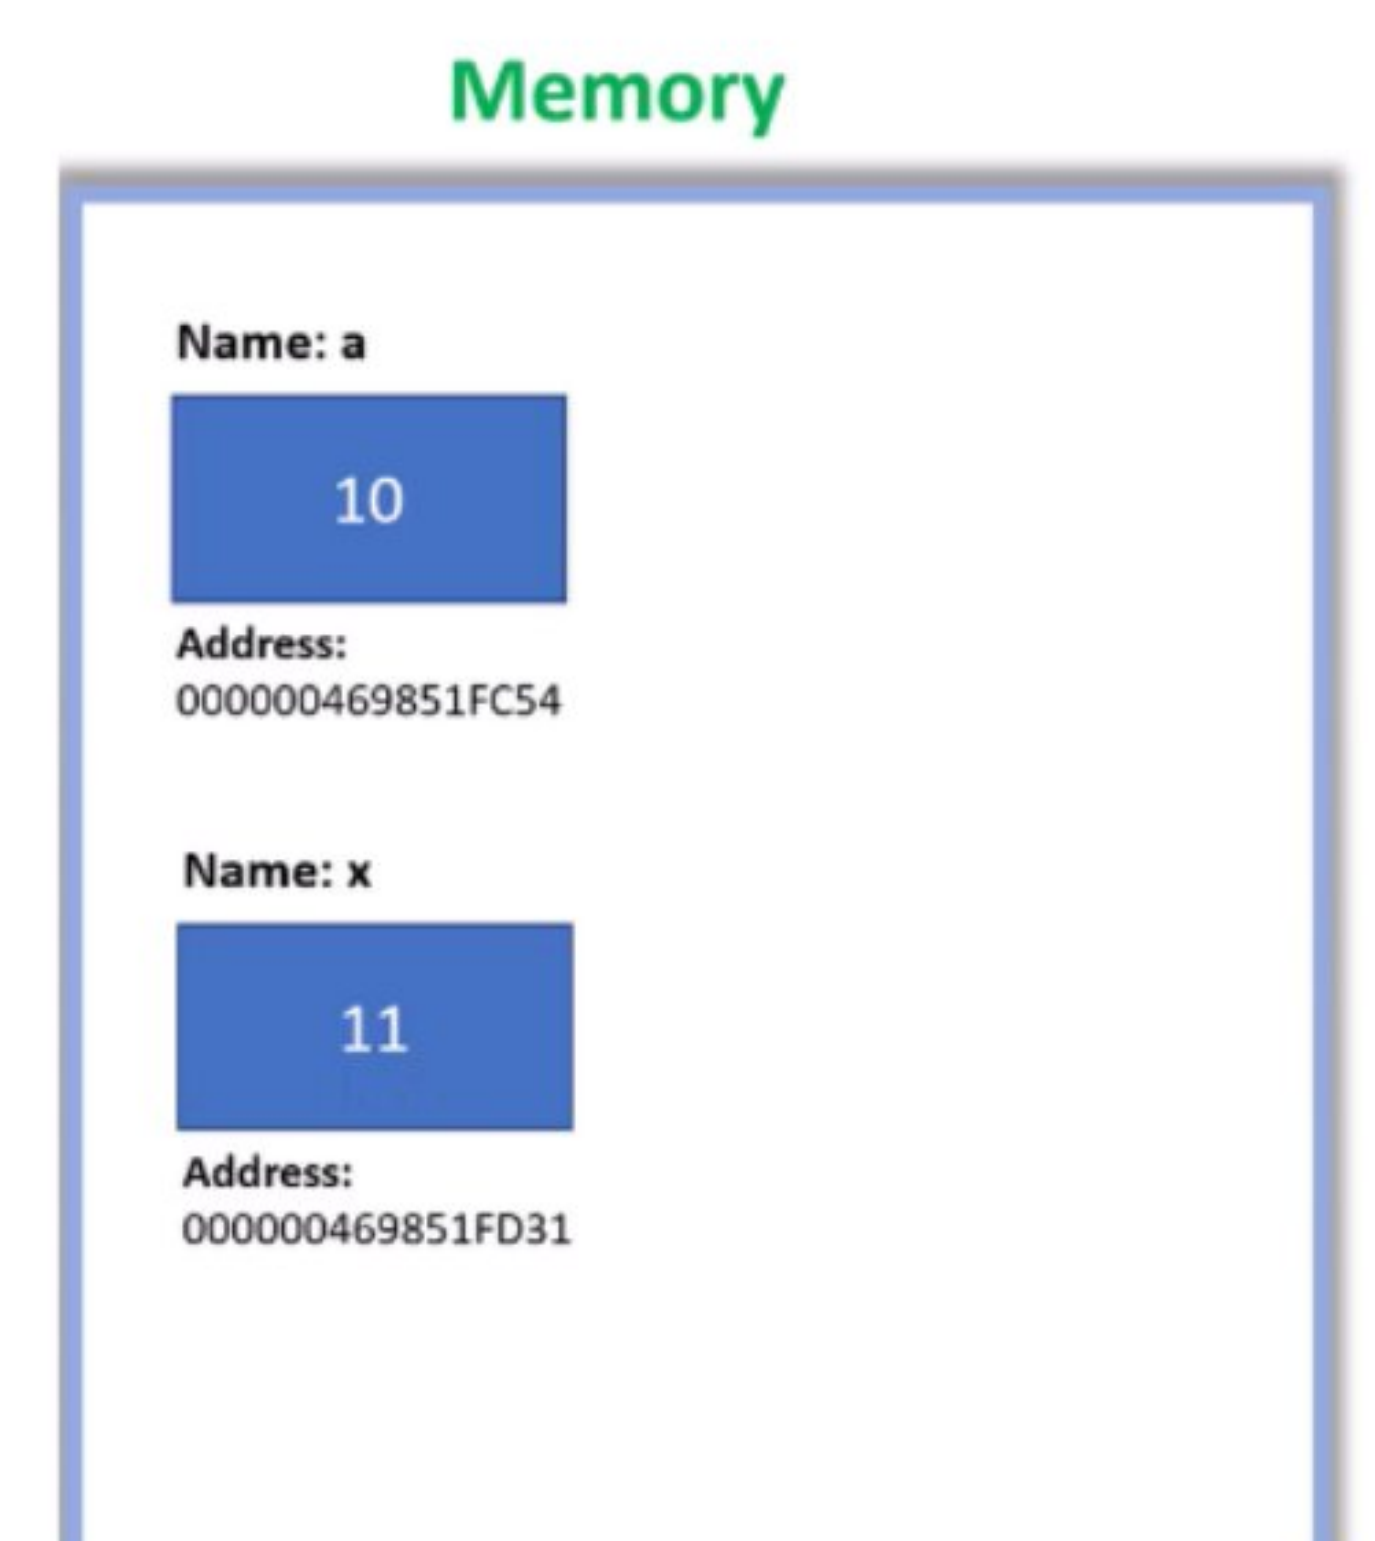 Memory
Name: a
10
Address:
000000469851FC54
Name: x
11
Address:
000000469851FD31